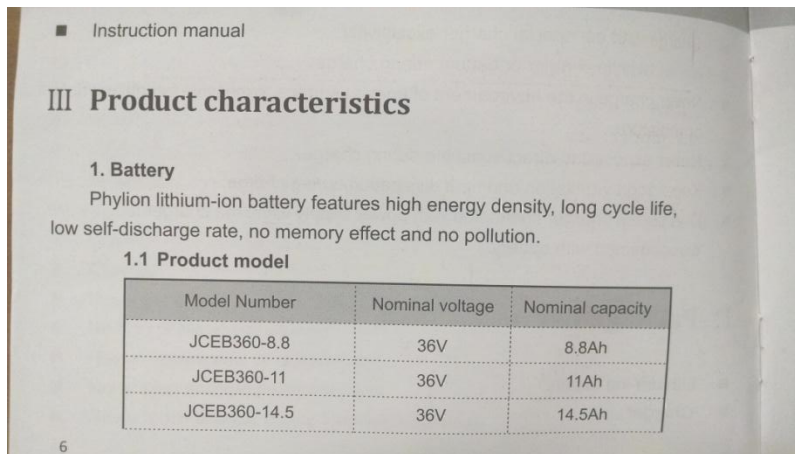 ■ Instruction manual
III Product characteristics
1. Battery
Phylion lithium-ion battery features high energy density, long cycle life,
low self-discharge rate, no memory effect and no pollution.
1.1 Product model
Model Number Nominal voltage Nominal capacity
JCEB360-8.8 36V 8.8Ah
JCEB360-11 36V 11Ah
JCEB360-14.5 36V 14.5Ah
6